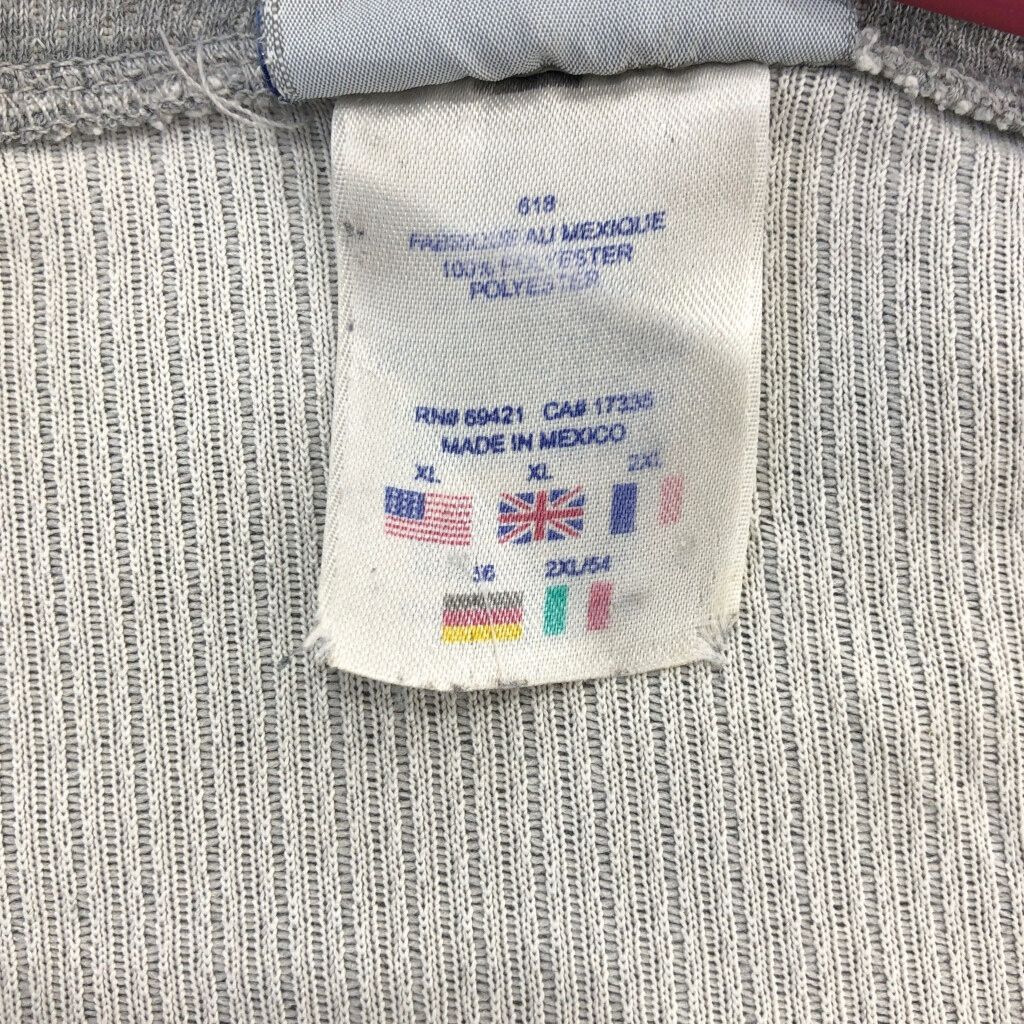 618
FABRIQUE AU MEXIQUE
100% POLYESTER
POLYESTER
RN# 69421 CA# 17335
MADE IN MEXICO
XL XL 2XL
2XL/54